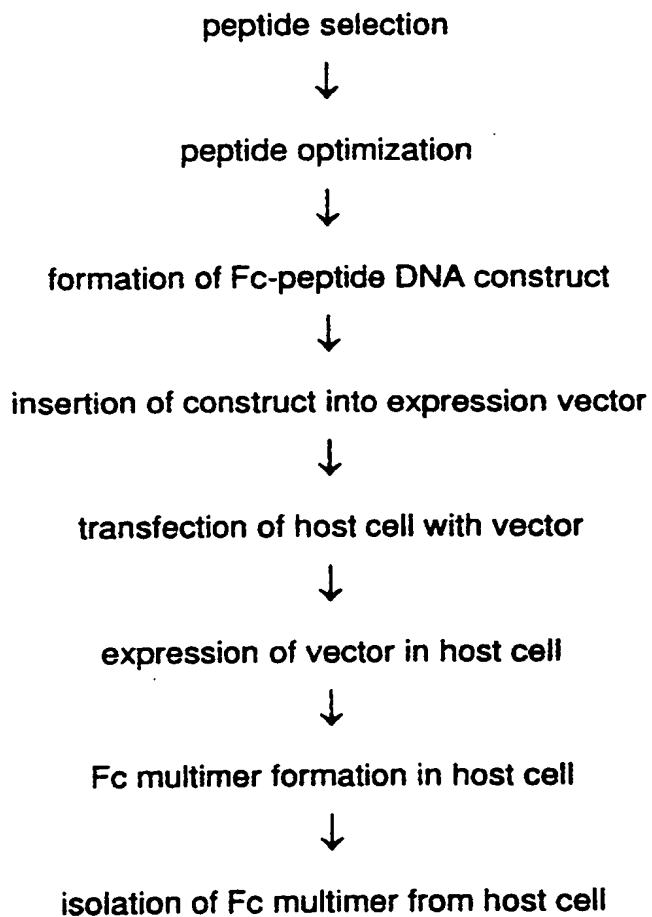 peptide selection
↓
peptide optimization
↓
formation of Fc-peptide DNA construct
↓
insertion of construct into expression vector
↓
transfection of host cell with vector
↓
expression of vector in host cell
↓
Fc multimer formation in host cell
↓
isolation of Fc multimer from host cell